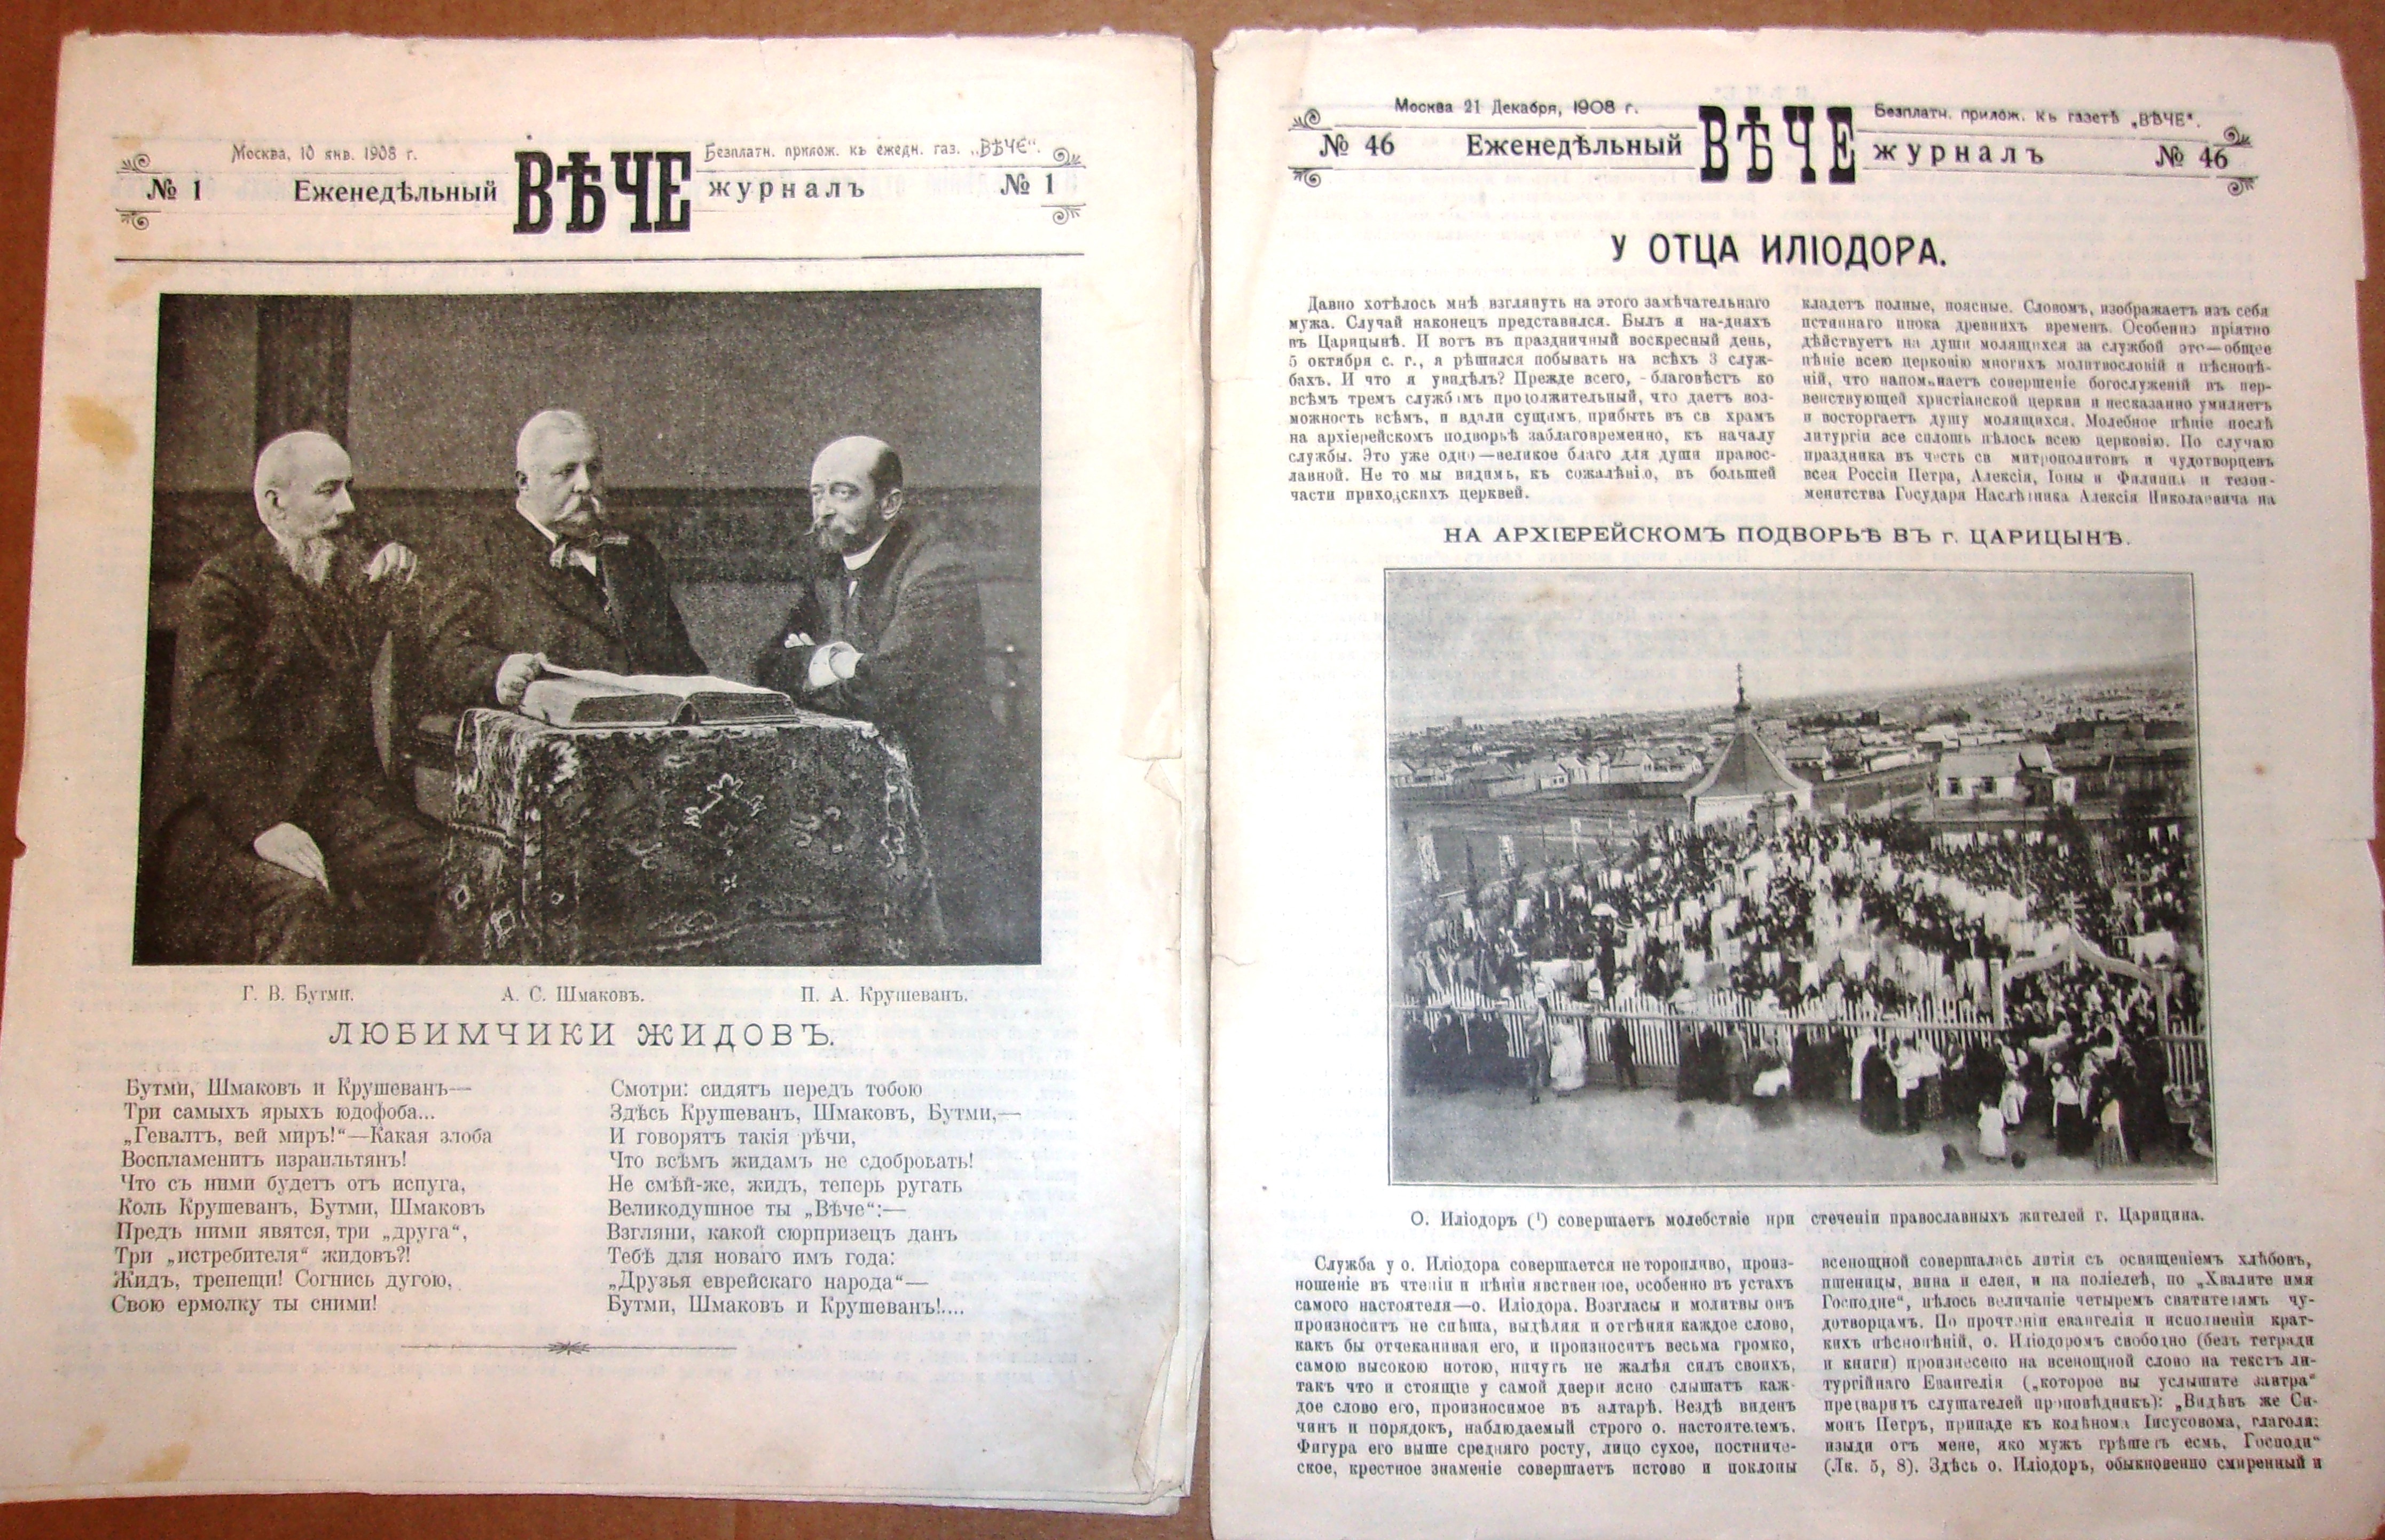 Москва, 10 янв. 1908 г.
Безплатн. прилож. къ ежедн. газ. „ВѢЧЕ“.
№ 1 Еженедѣльный ВѢЧЕ журналъ № 1
Г. В. Бутми. А. С. Шмаковъ. П. А. Крушеванъ.
ЛЮБИМЧИКИ ЖИДОВЪ.
Бутми, Шмаковъ и Крушеванъ—
Три самыхъ ярыхъ юдофоба...
„Гевалтъ, вей миръ!“—Какая злоба
Воспламенитъ израильтянъ!
Что съ ними будетъ отъ испуга,
Коль Крушеванъ, Бутми, Шмаковъ
Предъ ними явятся, три „друга“,
Три „истребителя“ жидовъ?!
Жидъ, трепещи! Согнись дугою,
Свою ермолку ты сними!
Смотри: сидятъ передъ тобою
Здѣсь Крушеванъ, Шмаковъ, Бутми,—
И говорятъ такія рѣчи,
Что всѣмъ жидамъ не сдобровать!
Не смѣй-же, жидъ, теперь ругать
Великодушное ты „Вѣче“:—
Взгляни, какой сюрпризецъ данъ
Тебѣ для новаго имъ года:
„Друзья еврейскаго народа“—
Бутми, Шмаковъ и Крушеванъ!....
Москва 21 Декабря, 1908 г.
Безплатн. прилож. къ газетѣ „ВѢЧЕ“.
№ 46 Еженедѣльный ВѢЧЕ журналъ № 46
У ОТЦА ИЛІОДОРА.
Давно хотѣлось мнѣ взглянуть на этого замѣчательнаго
мужа. Случай наконецъ представился. Былъ я на-дняхъ
въ Царицынѣ. И вотъ въ праздничный воскресный день,
5 октября с. г., я рѣшился побывать на всѣхъ 3 служ-
бахъ. И что я увидѣлъ? Прежде всего, -благовѣстъ ко
всѣмъ тремъ службамъ продолжительный, что даетъ воз-
можность всѣмъ, и вдали сущимъ, прибыть въ св храмъ
на архіерейскомъ подворьѣ заблаговременно, къ началу
службы. Это уже одно—великое благо для души правос-
лавной. Не то мы видимъ, къ сожалѣнію, въ большей
части приходскихъ церквей.
кладетъ полные, поясные. Словомъ, изображаетъ изъ себя
истиннаго инока древнихъ временъ. Особенно пріятно
дѣйствуетъ на души молящихся за службой это—общее
пѣніе всею церковію многихъ молитвословій и пѣснопѣ-
ній, что напоминаетъ совершеніе богослуженій въ пер-
венствующей христіанской церкви и несказанно умиляетъ
и восторгаетъ душу молящихся. Молебное пѣніе послѣ
литургіи все сплошь пѣлось всею церковію. По случаю
праздника въ честь св митрополитовъ и чудотворцевъ
всея Россіи Петра, Алексія, Іоны и Филиппа и тезои-
менитства Государя Наслѣдника Алексія Николаевича на
НА АРХІЕРЕЙСКОМЪ ПОДВОРЬѢ ВЪ г. ЦАРИЦЫНѢ.
О. Иліодоръ (¹) совершаетъ молебствіе при стеченіи православныхъ жителей г. Царицина.
Служба у о. Иліодора совершается неторопливо, произ-
ношеніе въ чтеніи и пѣніи явственное, особенно въ устахъ
самого настоятеля—о. Иліодора. Возгласы и молитвы онъ
произноситъ не спѣша, выдѣляя и оттѣняя каждое слово,
какъ бы отчеканивая его, и произноситъ весьма громко,
самою высокою нотою, ничуть не жалѣя силъ своихъ,
такъ что и стоящіе у самой двери ясно слышатъ каж-
дое слово его, произносимое въ алтарѣ. Вездѣ виденъ
чинъ и порядокъ, наблюдаемый строго о. настоятелемъ.
Фигура его выше средняго росту, лицо сухое, постниче-
ское, крестное знаменіе совершаетъ истово и поклоны
всенощной совершалась литія съ освященіемъ хлѣбовъ,
пшеницы, вина и елея, и на поліелеѣ, по „Хвалите имя
Господне“, пѣлось величаніе четыремъ святителямъ чу-
дотворцамъ. По прочтеніи евангелія и исполненіи крат-
кихъ пѣснопѣній, о. Иліодоромъ свободно (безъ тетради
и книги) произнесено на всенощной слово на текстъ ли-
тургійнаго Евангелія („которое вы услышите завтра“
предварилъ слушателей проповѣдникъ): „Видѣвъ же Си-
монъ Петръ, припаде къ колѣнома Іисусовома, глаголя:
изыди отъ мене, яко мужъ грѣшенъ есмь, Господи“
(Лк. 5, 8). Здѣсь о. Иліодоръ, обыкновенно смиренный и